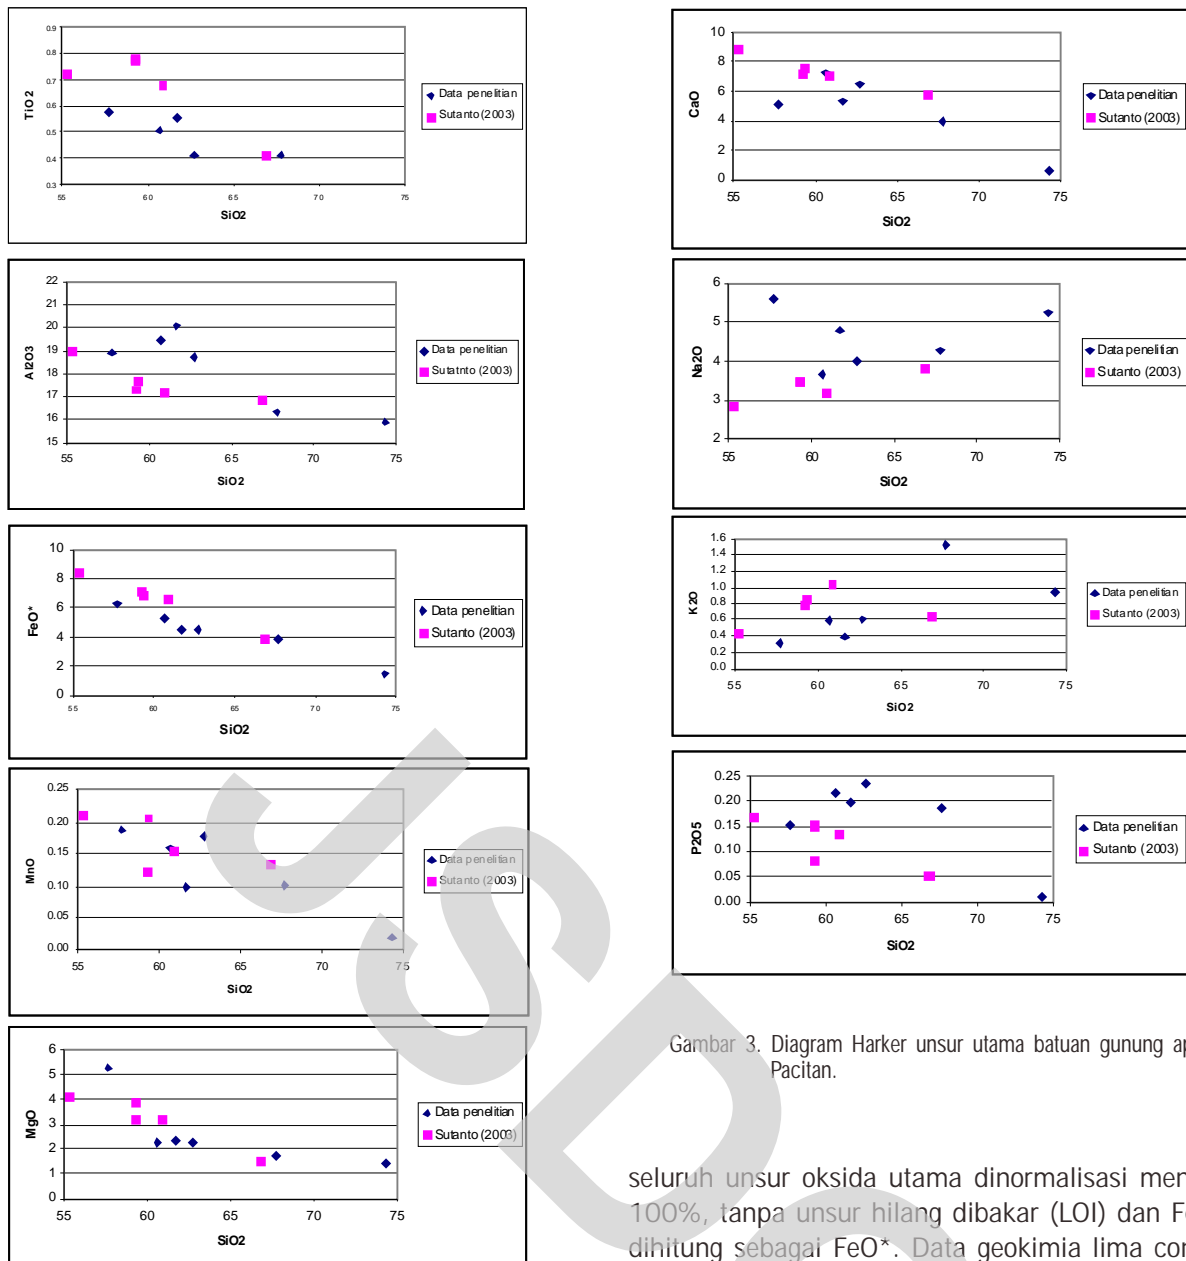 0.9
0.8
0.7
0.6
0.5
0.4
0.3
TiO2
55 60 65 70 75
SiO2
Data penelitian
Sutanto (2003)
22
21
20
19
18
17
16
15
Al2O3
55 60 65 70 75
SiO2
Data penelitian
Sutatnto (2003)
10
8
6
4
2
0
FeO*
55 60 65 70 75
SiO2
Data penelitian
Sutanto (2003)
0.25
0.20
0.15
0.10
0.05
0.00
MnO
55 60 65 70 75
SiO2
Data penelitian
Sutanto (2003)
6
5
4
3
2
1
0
MgO
55 60 65 70 75
SiO2
Data penelitian
Sutanto (2003)
10
8
6
4
2
0
CaO
55 60 65 70 75
SiO2
Data penelitian
Sutanto (2003)
6
5
4
3
2
Na2O
55 60 65 70 75
SiO2
Data penelitian
Sutanto (2003)
1.6
1.4
1.2
1.0
0.8
0.6
0.4
0.2
0.0
K2O
55 60 65 70 75
SiO2
Data penelitian
Sutanto (2003)
0.25
0.20
0.15
0.10
0.05
0.00
P2O5
55 60 65 70 75
SiO2
Data penelitian
Sutanto (2003)
Gambar 3. Diagram Harker unsur utama batuan gunung ap
Pacitan.
seluruh unsur oksida utama dinormalisasi men
100%, tanpa unsur hilang dibakar (LOI) dan F
dihitung sebagai FeO*. Data geokimia lima con
JSD